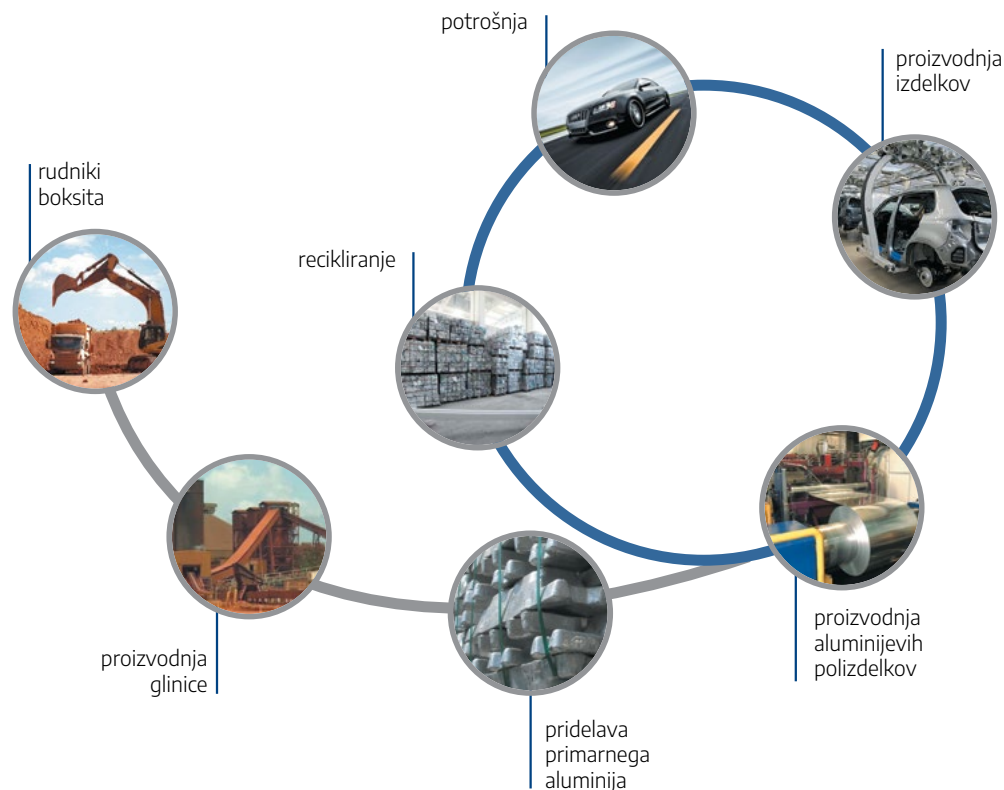 potrošnja
proizvodnja
izdelkov
rudniki
boksita
recikliranje
proizvodnja
glinice
proizvodnja
aluminijevih
polizdelkov
pridelava
primarnega
aluminija